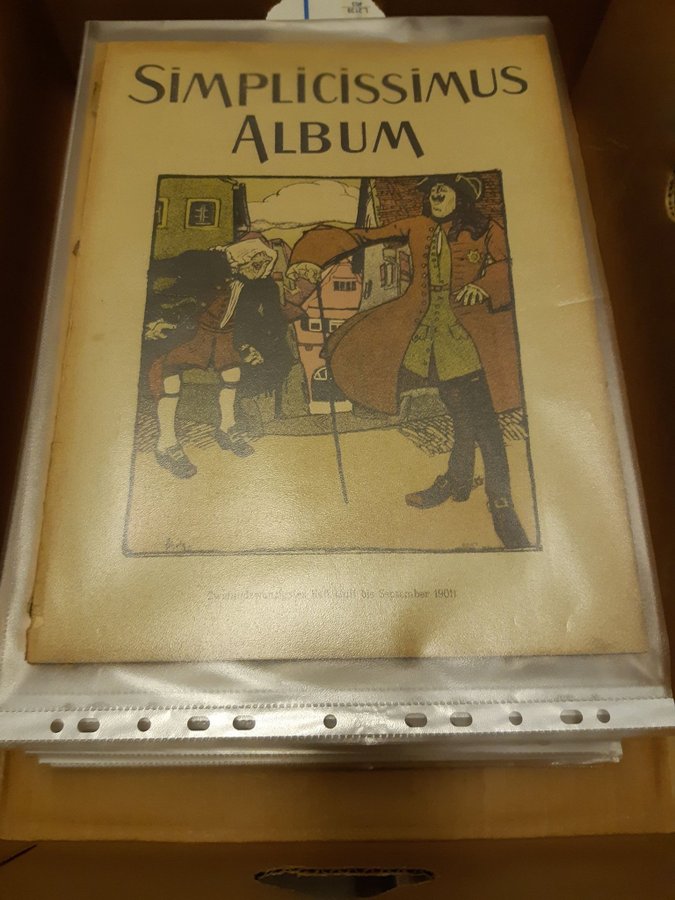 SIMPLICISSIMUS
ALBUM
Heft (Juli bis September 1901)